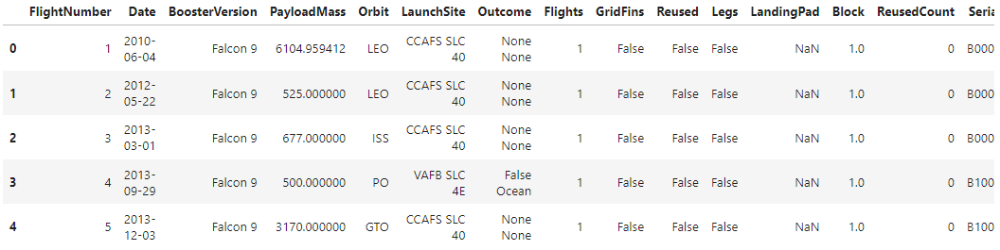 FlightNumber Date BoosterVersion PayloadMass Orbit LaunchSite Outcome Flights GridFins Reused Legs LandingPad Block ReusedCount Seria
0 1 2010-06-04 Falcon 9 6104.959412 LEO CCAFS SLC 40 None None 1 False False False NaN 1.0 0 B000
1 2 2012-05-22 Falcon 9 525.000000 LEO CCAFS SLC 40 None None 1 False False False NaN 1.0 0 B000
2 3 2013-03-01 Falcon 9 677.000000 ISS CCAFS SLC 40 None None 1 False False False NaN 1.0 0 B000
3 4 2013-09-29 Falcon 9 500.000000 PO VAFB SLC 4E False Ocean 1 False False False NaN 1.0 0 B100
4 5 2013-12-03 Falcon 9 3170.000000 GTO CCAFS SLC 40 None None 1 False False False NaN 1.0 0 B100